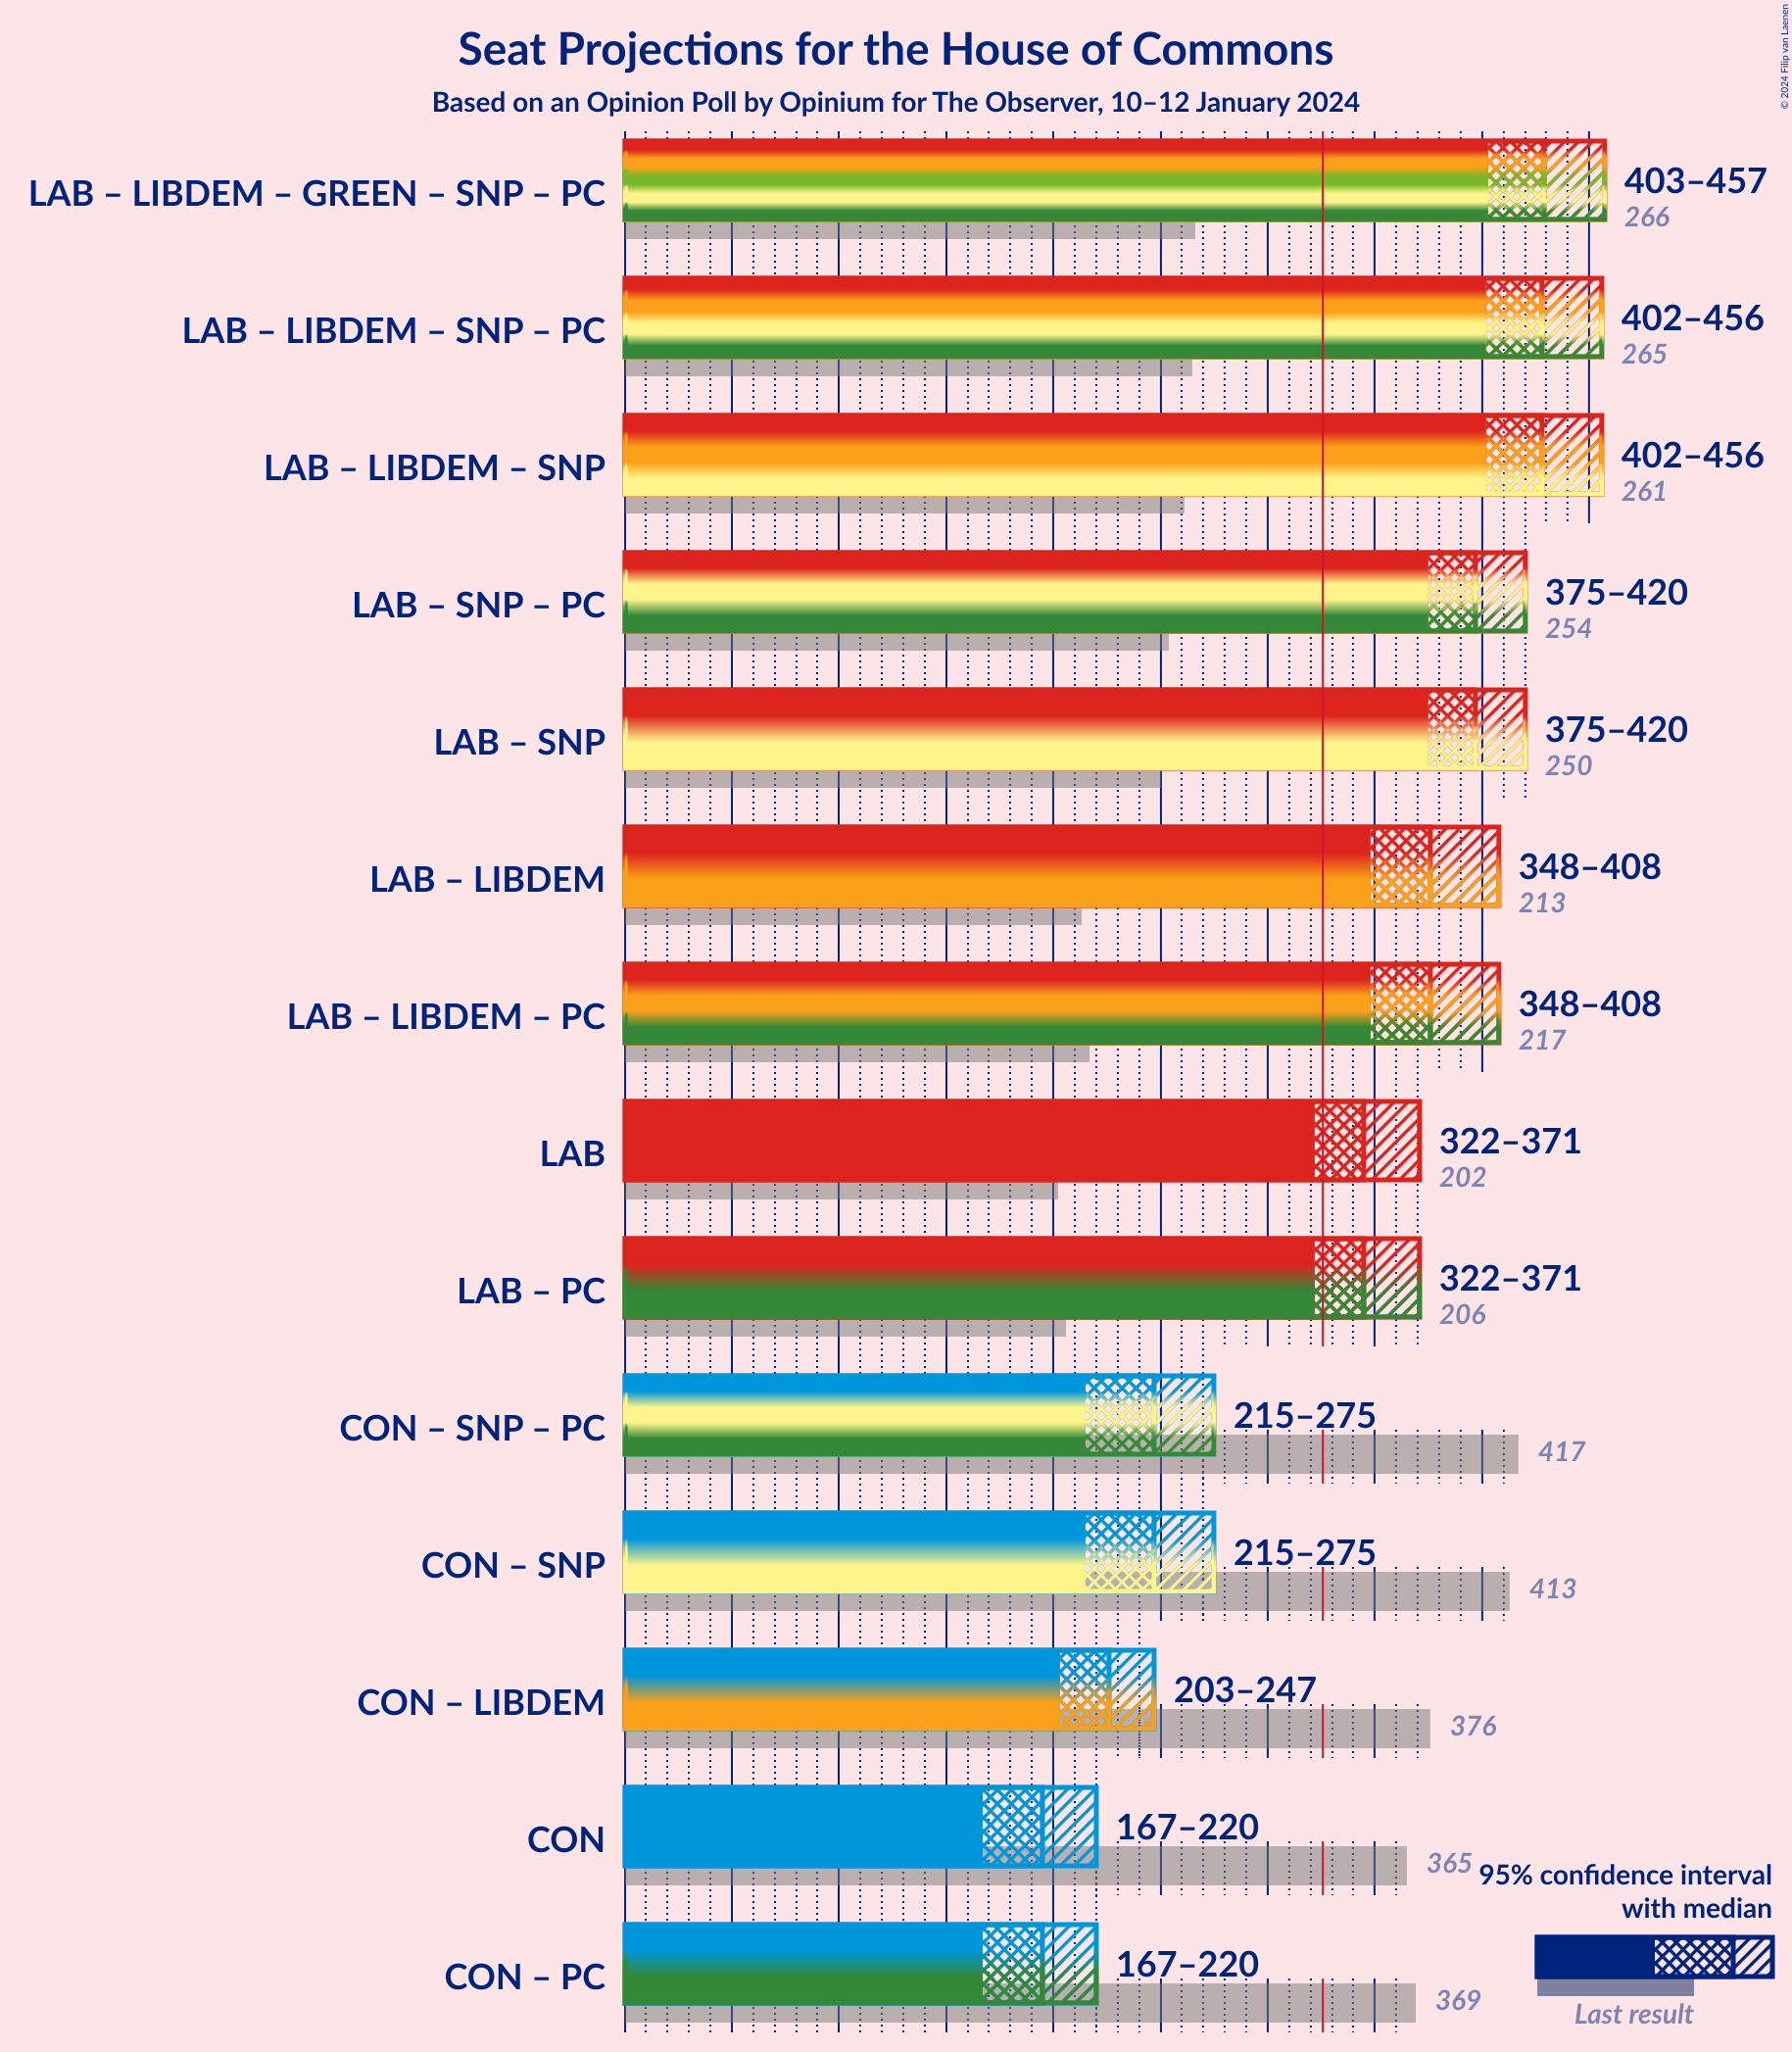 Seat Projections for the House of Commons
Based on an Opinion Poll by Opinium for The Observer, 10–12 January 2024
© 2024 Filip van Laenen
LAB – LIBDEM – GREEN – SNP – PC
403–457
266
LAB – LIBDEM – SNP – PC
402–456
265
LAB – LIBDEM – SNP
402–456
261
LAB – SNP – PC
375–420
254
LAB – SNP
375–420
250
LAB – LIBDEM
348–408
213
LAB – LIBDEM – PC
348–408
217
LAB
322–371
202
LAB – PC
322–371
206
CON – SNP – PC
215–275
417
CON – SNP
215–275
413
CON – LIBDEM
203–247
376
CON
167–220
365
CON – PC
167–220
369
95% confidence interval
with median
Last result